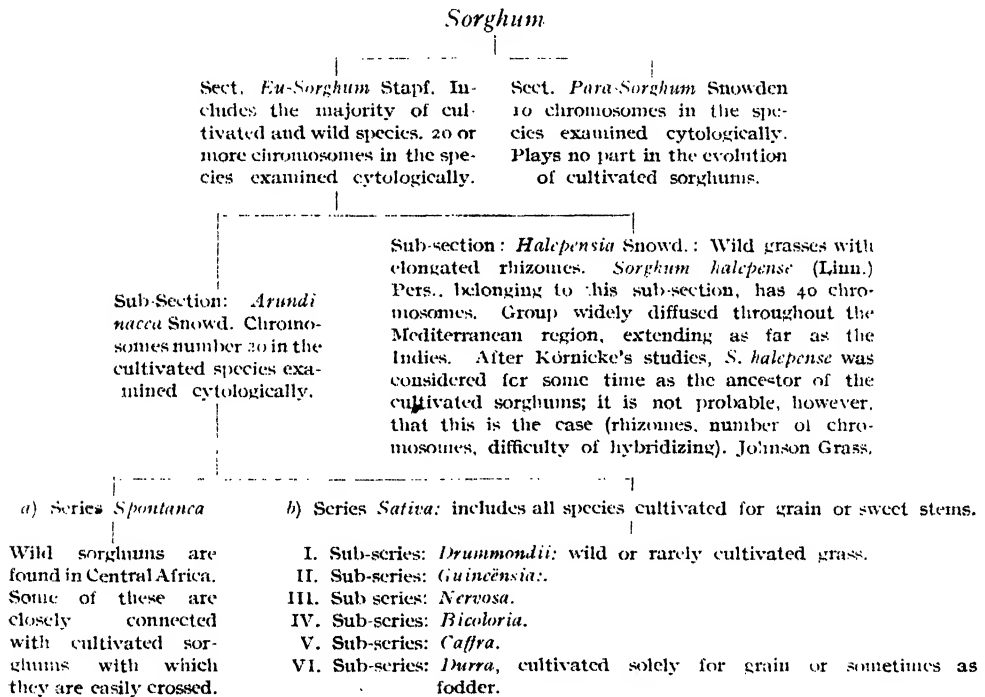 Sorghum
Sect. Eu-Sorghum Stapf. In-
cludes the majority of cul-
tivated and wild species. 20 or
more chromosomes in the spe-
cies examined cytologically.
Sect. Para-Sorghum Snowden
10 chromosomes in the spe-
cies examined cytologically.
Plays no part in the evolution
of cultivated sorghums.
Sub-section: Halepensia Snowd.: Wild grasses with
elongated rhizomes. Sorghum halepense (Linn.)
Pers., belonging to this sub-section, has 40 chro-
mosomes. Group widely diffused throughout the
Mediterranean region, extending as far as the
Indies. After Körnicke's studies, S. halepense was
considered for some time as the ancestor of the
cultivated sorghums; it is not probable, however,
that this is the case (rhizomes, number of chro-
mosomes, difficulty of hybridizing). Johnson Grass.
Sub-Section: Arundi
nacea Snowd. Chromo-
somes number 20 in the
cultivated species exa-
mined cytologically.
a) Series Spontanea
Wild sorghums are
found in Central Africa.
Some of these are
closely connected
with cultivated sor-
ghums with which
they are easily crossed.
b) Series Sativa: includes all species cultivated for grain or sweet stems.
I. Sub-series: Drummondii: wild or rarely cultivated grass.
II. Sub-series: Guineënsia:.
III. Sub series: Nervosa.
IV. Sub-series: Bicoloria.
V. Sub-series: Caffra.
VI. Sub-series: Durra, cultivated solely for grain or sometimes as
fodder.